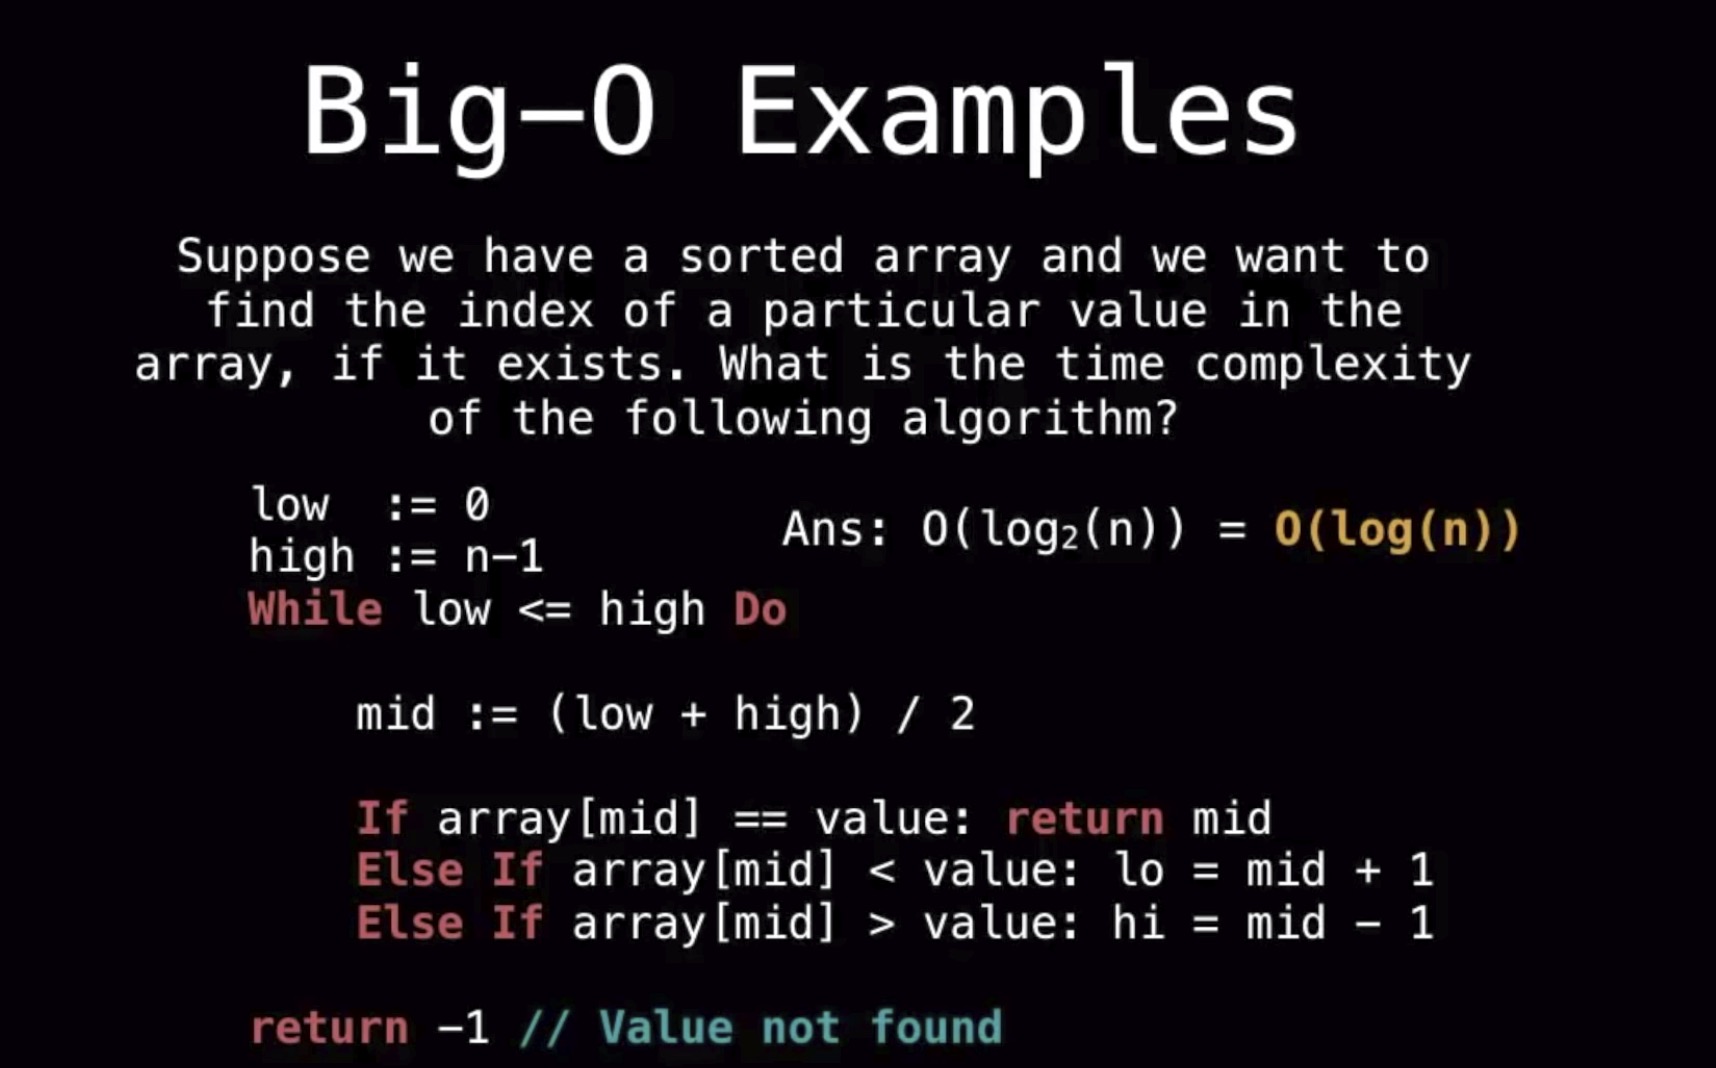 Big-O Examples
Suppose we have a sorted array and we want to
find the index of a particular value in the
array, if it exists. What is the time complexity
of the following algorithm?
low  := 0
high := n-1
Ans: O(log₂(n)) = O(log(n))
While low <= high Do
mid := (low + high) / 2
If array[mid] == value: return mid
Else If array[mid] < value: lo = mid + 1
Else If array[mid] > value: hi = mid - 1
return -1 // Value not found